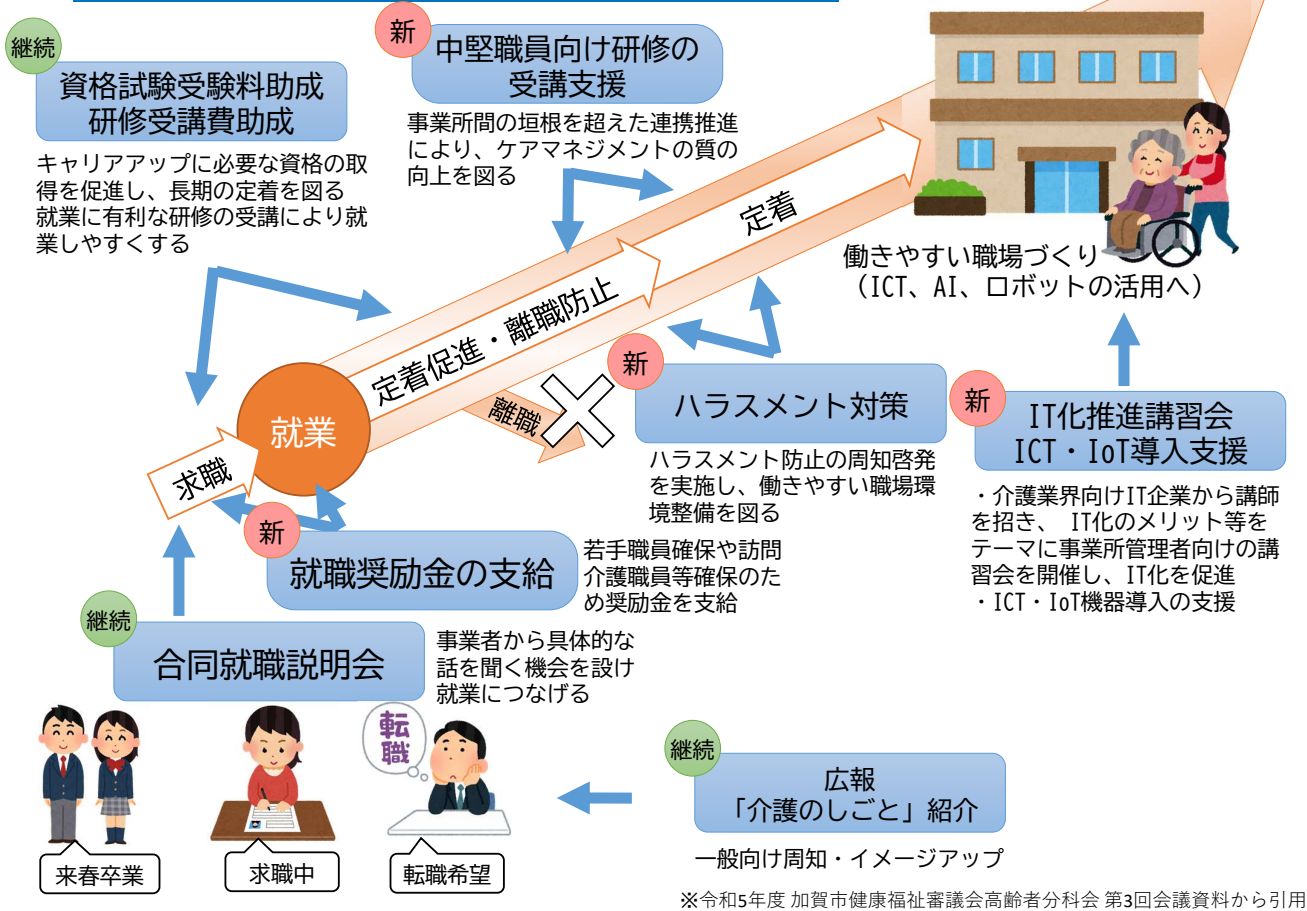 継続
資格試験受験料助成
研修受講費助成
キャリアアップに必要な資格の取
得を促進し、長期の定着を図る
就業に有利な研修の受講により就
業しやすくする
新
中堅職員向け研修の
受講支援
事業所間の垣根を超えた連携推進
により、ケアマネジメントの質の
向上を図る
定着
働きやすい職場づくり
（ICT、AI、ロボットの活用へ）
定着促進・離職防止
離職
就業
求職
新
ハラスメント対策
ハラスメント防止の周知啓発
を実施し、働きやすい職場環
境整備を図る
新
IT化推進講習会
ICT・IoT導入支援
・介護業界向けIT企業から講師
を招き、 IT化のメリット等を
テーマに事業所管理者向けの講
習会を開催し、IT化を促進
・ICT・IoT機器導入の支援
新
就職奨励金の支給
若手職員確保や訪問
介護職員等確保のた
め奨励金を支給
継続
合同就職説明会
事業者から具体的な
話を聞く機会を設け
就業につなげる
転職
来春卒業
求職中
転職希望
継続
広報
「介護のしごと」紹介
一般向け周知・イメージアップ
※令和5年度 加賀市健康福祉審議会高齢者分科会 第3回会議資料から引用